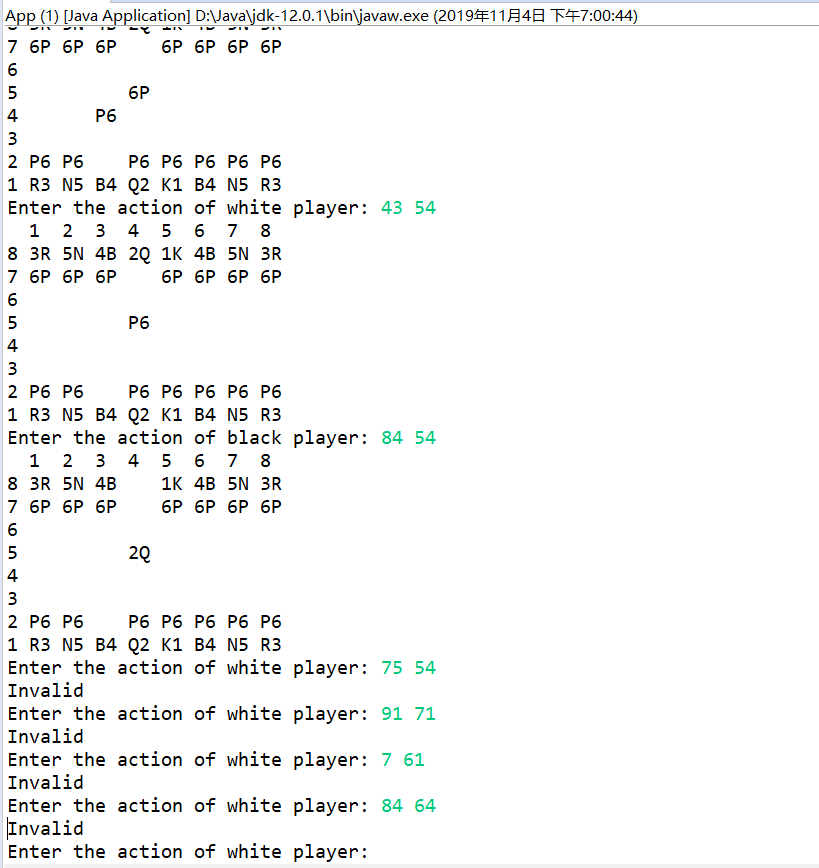 App (1) [Java Application] D:\Java\jdk-12.0.1\bin\javaw.exe (2019年11月4日 下午7:00:44)
8 3R 5N 4B 2Q 1K 4B 5N 3R
7 6P 6P 6P    6P 6P 6P 6P
6
5          6P
4       P6
3
2 P6 P6    P6 P6 P6 P6 P6
1 R3 N5 B4 Q2 K1 B4 N5 R3
Enter the action of white player: 43 54
  1  2  3  4  5  6  7  8
8 3R 5N 4B 2Q 1K 4B 5N 3R
7 6P 6P 6P    6P 6P 6P 6P
6
5          P6
4
3
2 P6 P6    P6 P6 P6 P6 P6
1 R3 N5 B4 Q2 K1 B4 N5 R3
Enter the action of black player: 84 54
  1  2  3  4  5  6  7  8
8 3R 5N 4B    1K 4B 5N 3R
7 6P 6P 6P    6P 6P 6P 6P
6
5          2Q
4
3
2 P6 P6    P6 P6 P6 P6 P6
1 R3 N5 B4 Q2 K1 B4 N5 R3
Enter the action of white player: 75 54
Invalid
Enter the action of white player: 91 71
Invalid
Enter the action of white player: 7 61
Invalid
Enter the action of white player: 84 64
Invalid
Enter the action of white player: